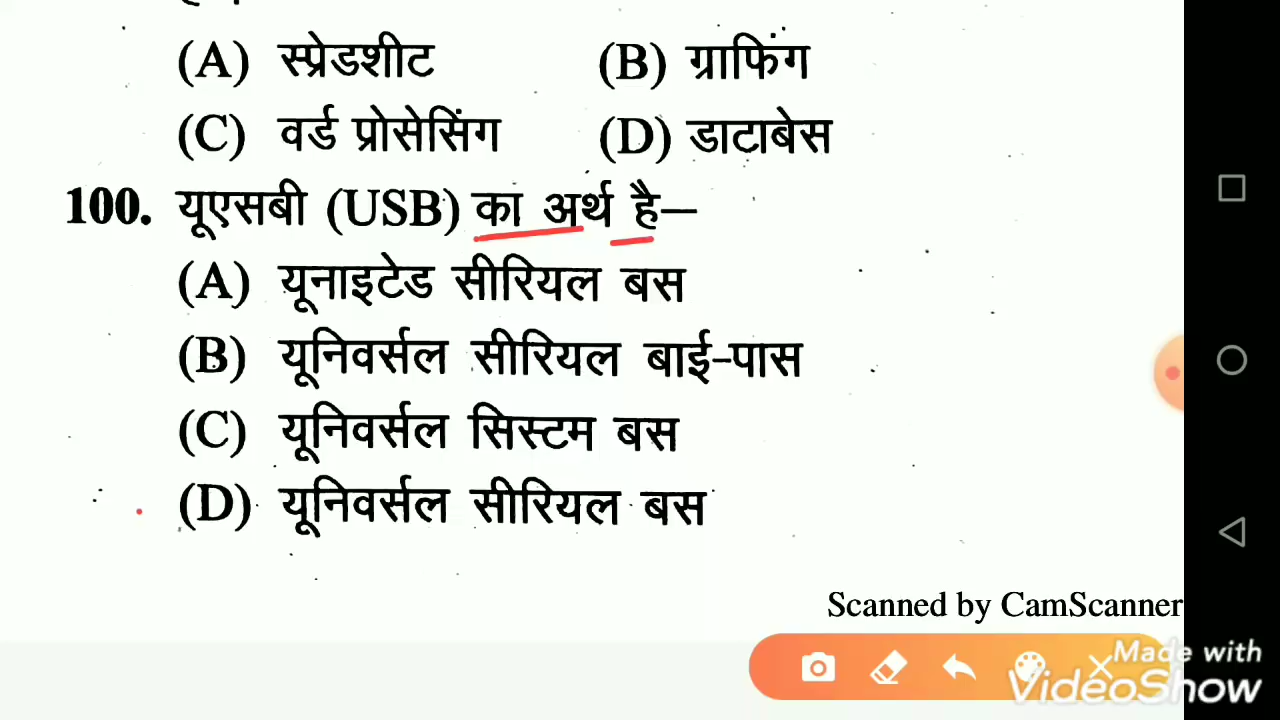 (A) स्प्रेडशीट (B) ग्राफिंग
(C) वर्ड प्रोसेसिंग (D) डाटाबेस
100. यूएसबी (USB) का अर्थ है—
(A) यूनाइटेड सीरियल बस
(B) यूनिवर्सल सीरियल बाई-पास
(C) यूनिवर्सल सिस्टम बस
(D) यूनिवर्सल सीरियल बस
Scanned by CamScanner
Made with
VideoShow